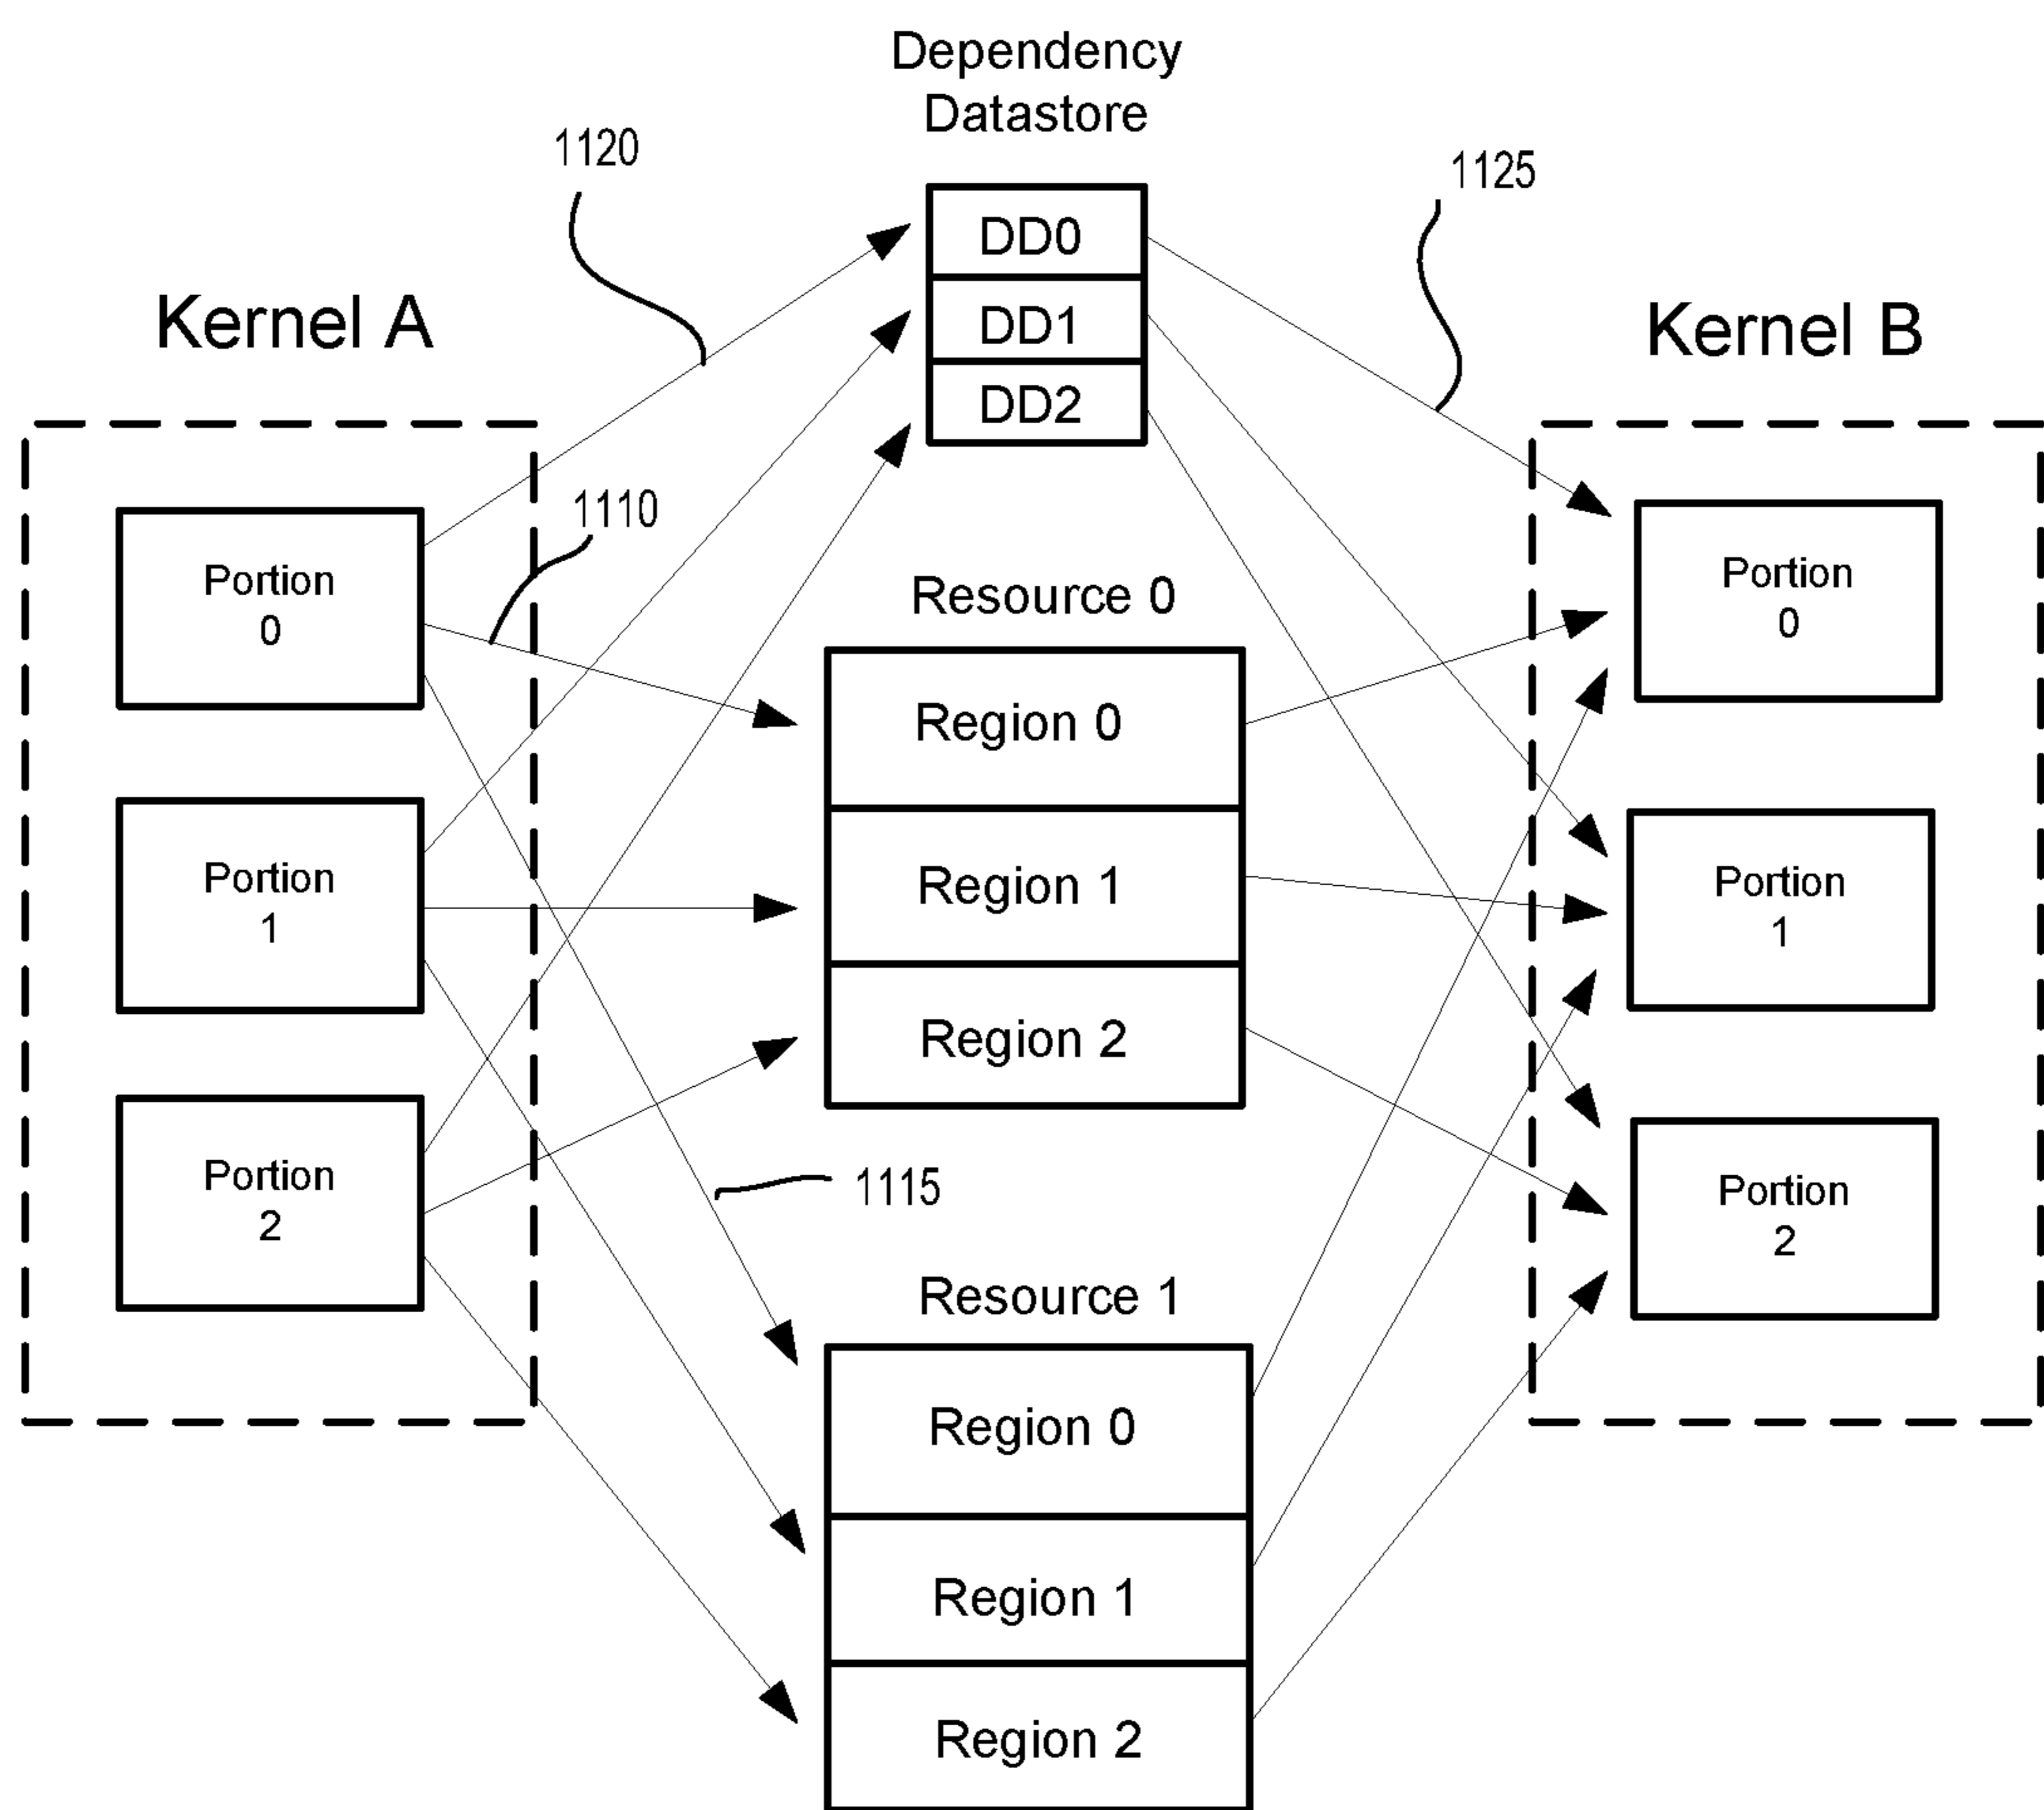 Dependency
Datastore
1120
1125
DD0
DD1
DD2
Kernel A
Kernel B
1110
Portion
0
Portion
1
Portion
2
Resource 0
Region 0
Region 1
Region 2
1115
Resource 1
Region 0
Region 1
Region 2
Portion
0
Portion
1
Portion
2